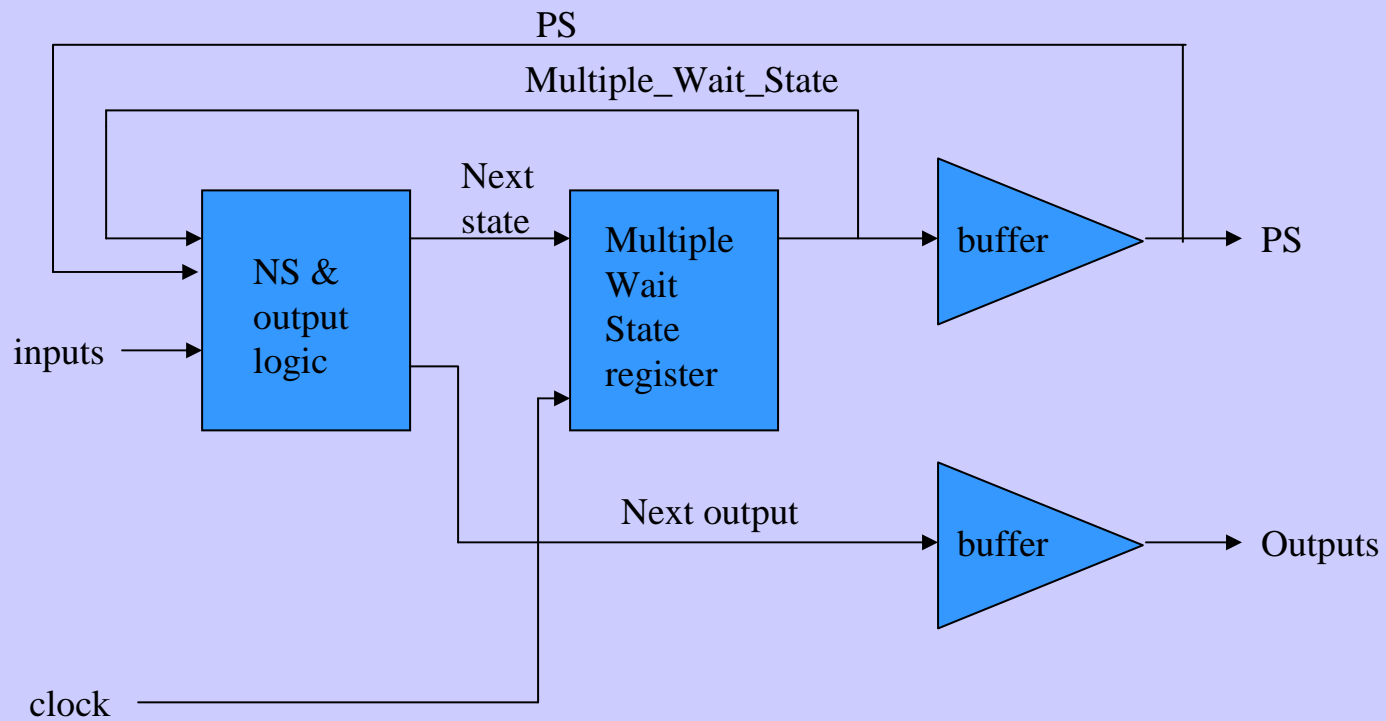 PS
Multiple_Wait_State
Next
state
NS &
output
logic
Multiple
Wait
State
register
buffer
PS
inputs
Next output
buffer
Outputs
clock